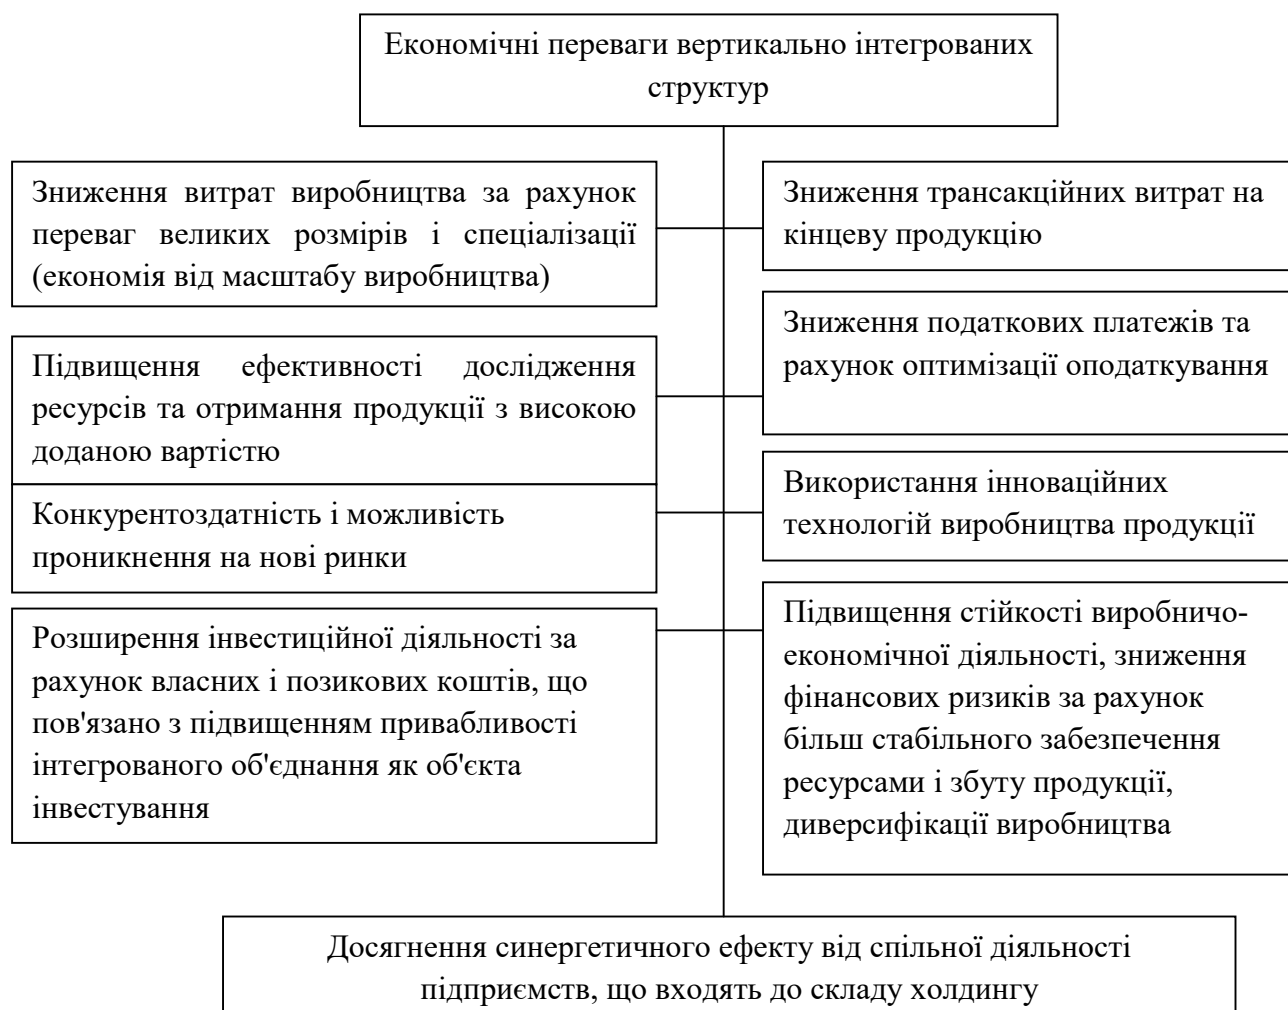 Економічні переваги вертикально інтегрованих
структур
Зниження витрат виробництва за рахунок
переваг великих розмірів і спеціалізації
(економія від масштабу виробництва)
Зниження трансакційних витрат на
кінцеву продукцію
Підвищення ефективності дослідження
ресурсів та отримання продукції з високою
доданою вартістю
Зниження податкових платежів та
рахунок оптимізації оподаткування
Конкурентоздатність і можливість
проникнення на нові ринки
Використання інноваційних
технологій виробництва продукції
Розширення інвестиційної діяльності за
рахунок власних і позикових коштів, що
пов'язано з підвищенням привабливості
інтегрованого об'єднання як об'єкта
інвестування
Підвищення стійкості виробничо-
економічної діяльності, зниження
фінансових ризиків за рахунок
більш стабільного забезпечення
ресурсами і збуту продукції,
диверсифікації виробництва
Досягнення синергетичного ефекту від спільної діяльності
підприємств, що входять до складу холдингу